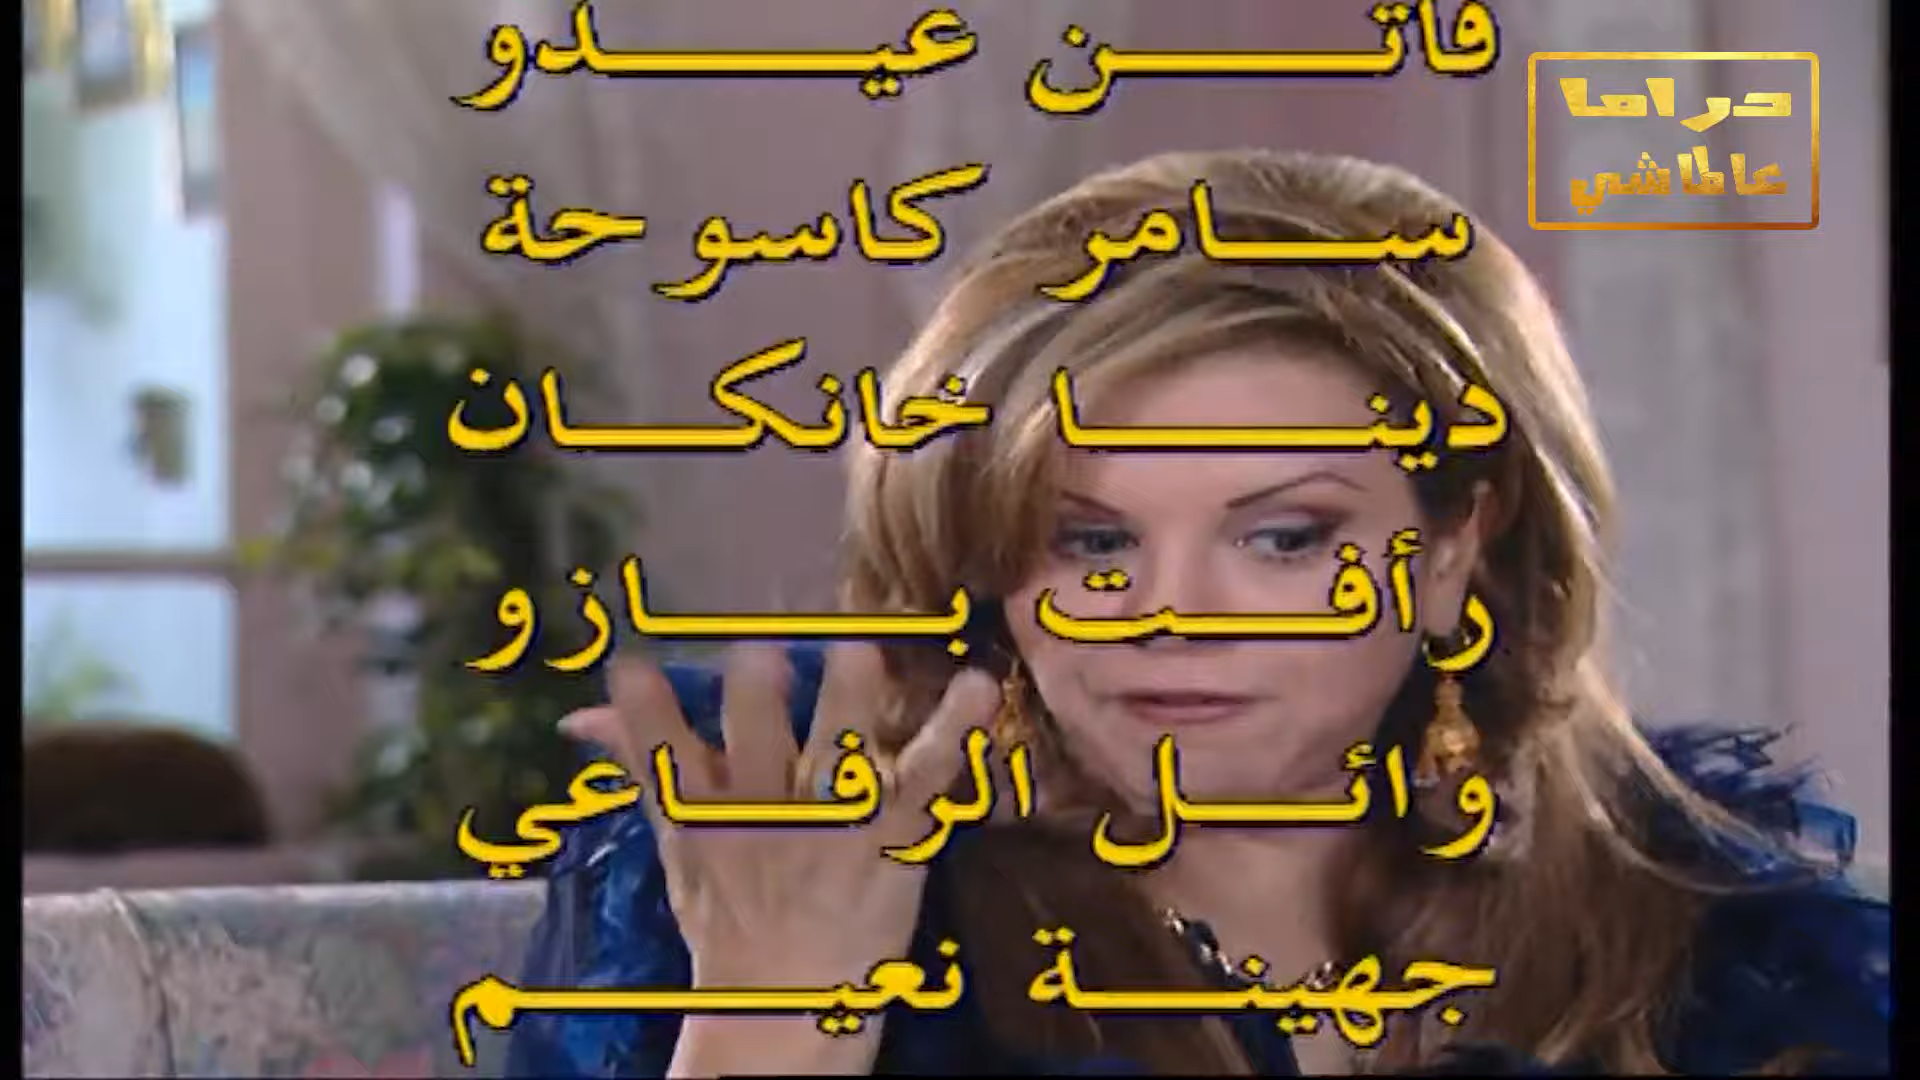 فاتن عيدو
دراما
عالماشي
سامر كاسوحة
دينا خانكان
رأفت بازو
وائل الرفاعي
جهينة نعيم